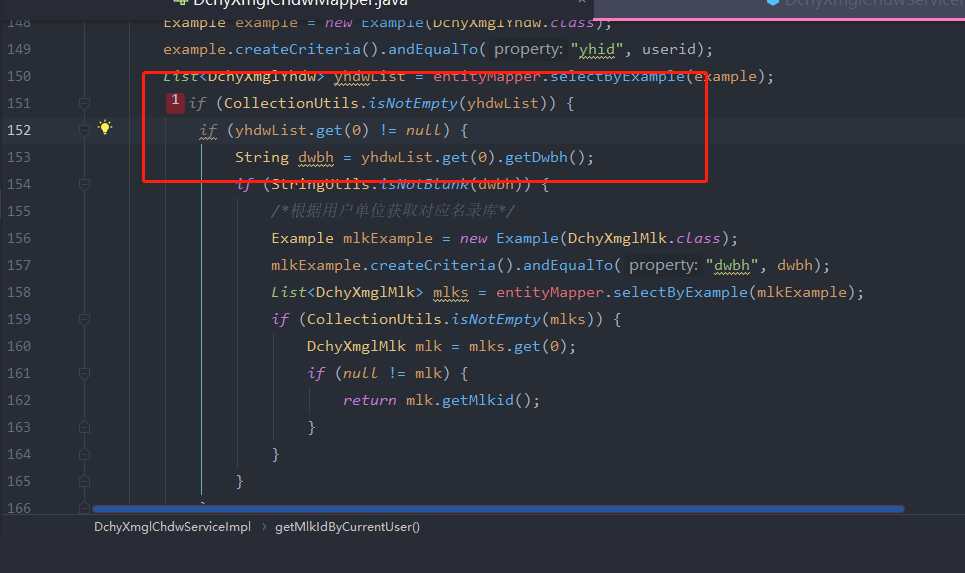 DchyXmglChdwMapper.java × DchyXmglChdwServiceI
148 Example example = new Example(DchyXmglYhdw.class);
149 example.createCriteria().andEqualTo( property: "yhid", userid);
150 List<DchyXmglYhdw> yhdwList = entityMapper.selectByExample(example);
151 1 if (CollectionUtils.isNotEmpty(yhdwList)) {
152 if (yhdwList.get(0) != null) {
153 String dwbh = yhdwList.get(0).getDwbh();
154 if (StringUtils.isNotBlank(dwbh)) {
155 /*根据用户单位获取对应名录库*/
156 Example mlkExample = new Example(DchyXmglMlk.class);
157 mlkExample.createCriteria().andEqualTo( property: "dwbh", dwbh);
158 List<DchyXmglMlk> mlks = entityMapper.selectByExample(mlkExample);
159 if (CollectionUtils.isNotEmpty(mlks)) {
160 DchyXmglMlk mlk = mlks.get(0);
161 if (null != mlk) {
162 return mlk.getMlkid();
163 }
164 }
165 }
166
DchyXmglChdwServiceImpl › getMlkIdByCurrentUser()